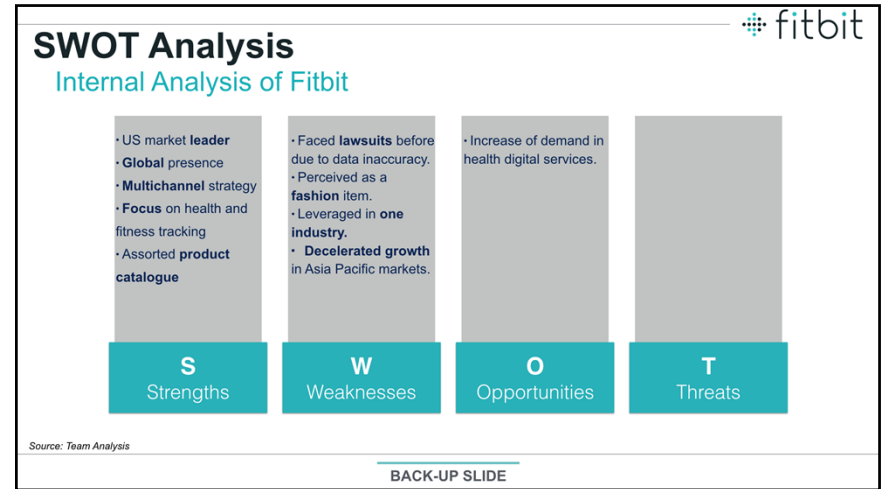 fitbit
SWOT Analysis
Internal Analysis of Fitbit
· US market leader
· Global presence
· Multichannel strategy
· Focus on health and
fitness tracking
· Assorted product
catalogue
· Faced lawsuits before
due to data inaccuracy.
· Perceived as a
fashion item.
· Leveraged in one
industry.
· Decelerated growth
in Asia Pacific markets.
· Increase of demand in
health digital services.
S
Strengths
W
Weaknesses
O
Opportunities
T
Threats
Source: Team Analysis
BACK-UP SLIDE